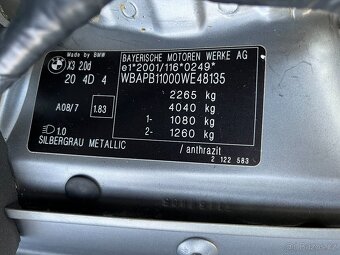 Made by BMW
X3 2.0d
20 4D 4
A08/7 1.83
1.0
SILBERGRAU METALLIC
BAYERISCHE MOTOREN WERKE AG
e1*2001/116*0249*
WBAPB11000WE48135
2265 kg
4040 kg
1- 1080 kg
2- 1260 kg
/anthrazit
2 122 583